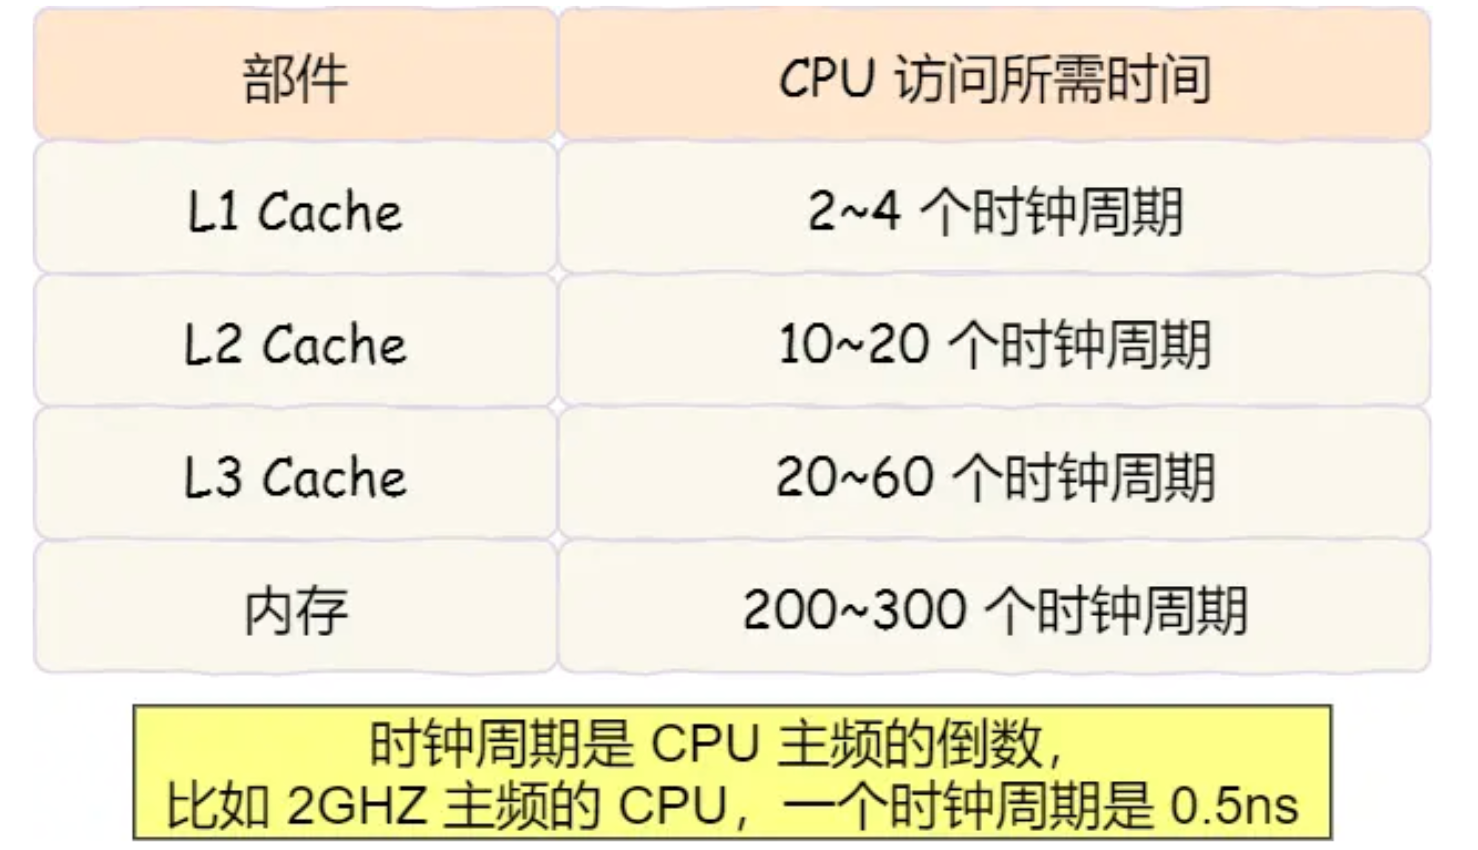 部件 CPU 访问所需时间
L1 Cache 2~4 个时钟周期
L2 Cache 10~20 个时钟周期
L3 Cache 20~60 个时钟周期
内存 200~300 个时钟周期
时钟周期是 CPU 主频的倒数，
比如 2GHZ 主频的 CPU，一个时钟周期是 0.5ns